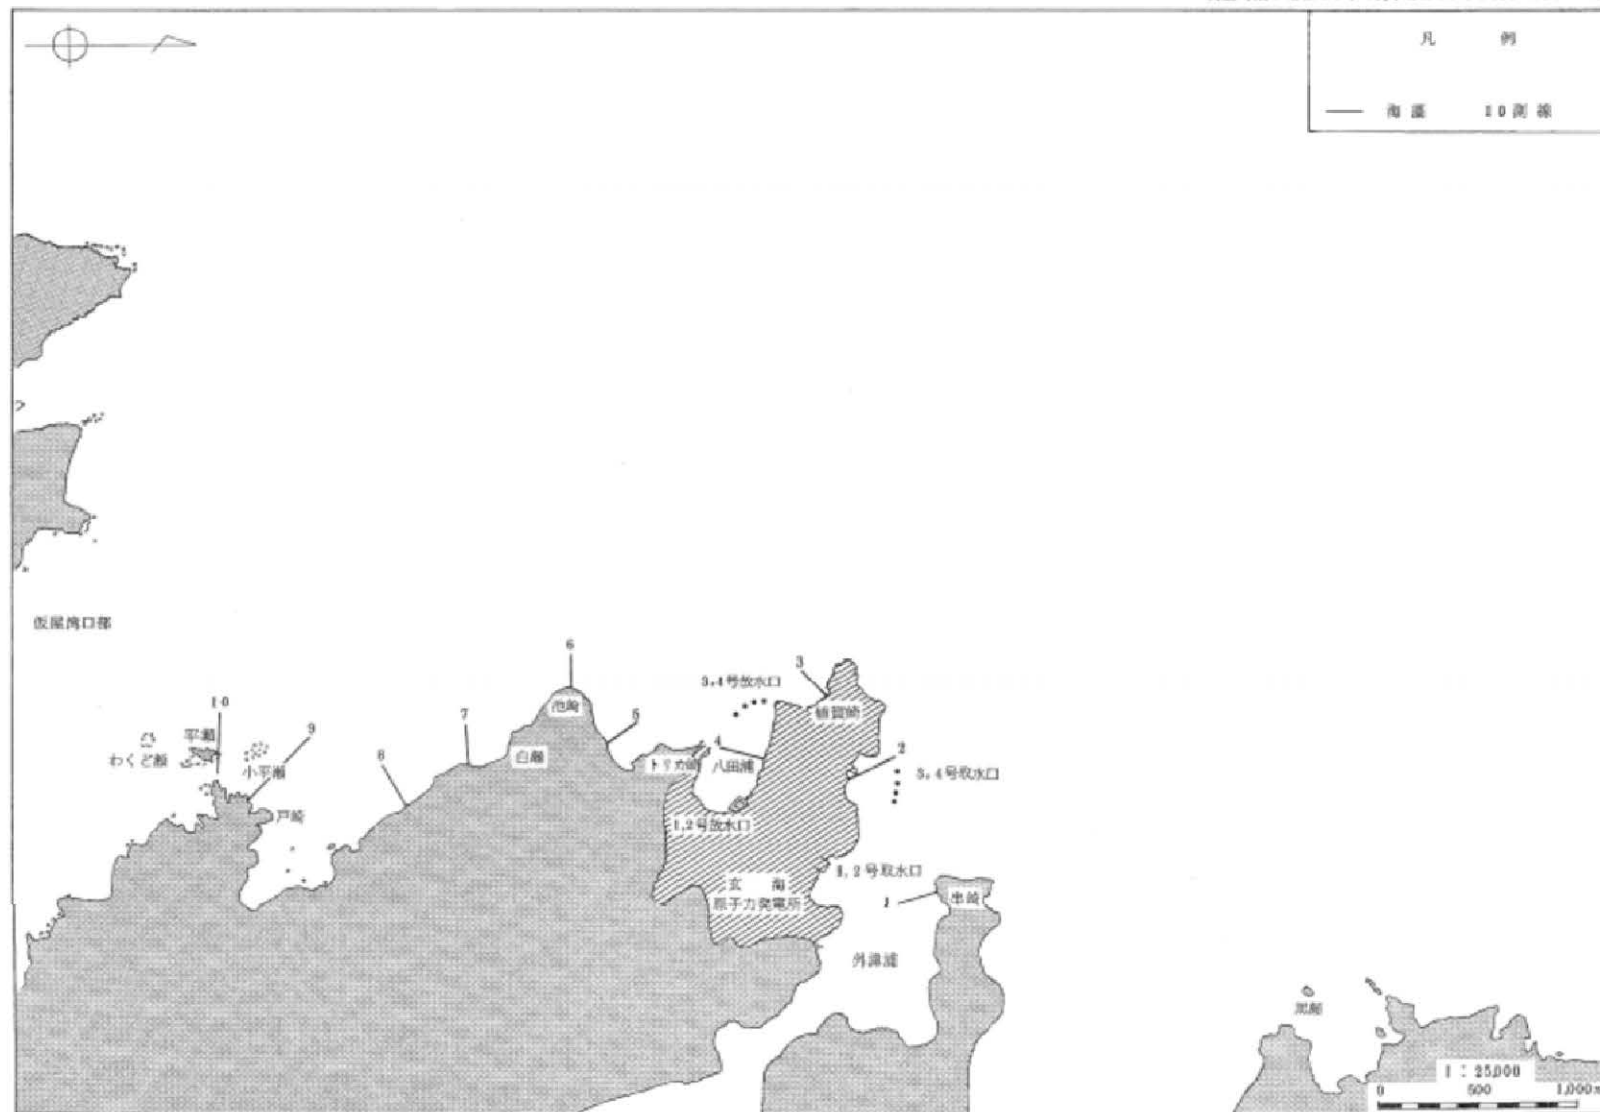 凡 例
海藻 10測線
仮屋湾口部
6
3,4号放水口
3
池崎
値賀崎
10
7
5
9
平瀬
4
2
わくど瀬
小平瀬
8
白瀬
トリカ崎
八田浦
3,4号取水口
戸崎
1,2号放水口
1,2号取水口
玄海
原子力発電所
1
串崎
外津浦
1:25,000
0 500 1,000m